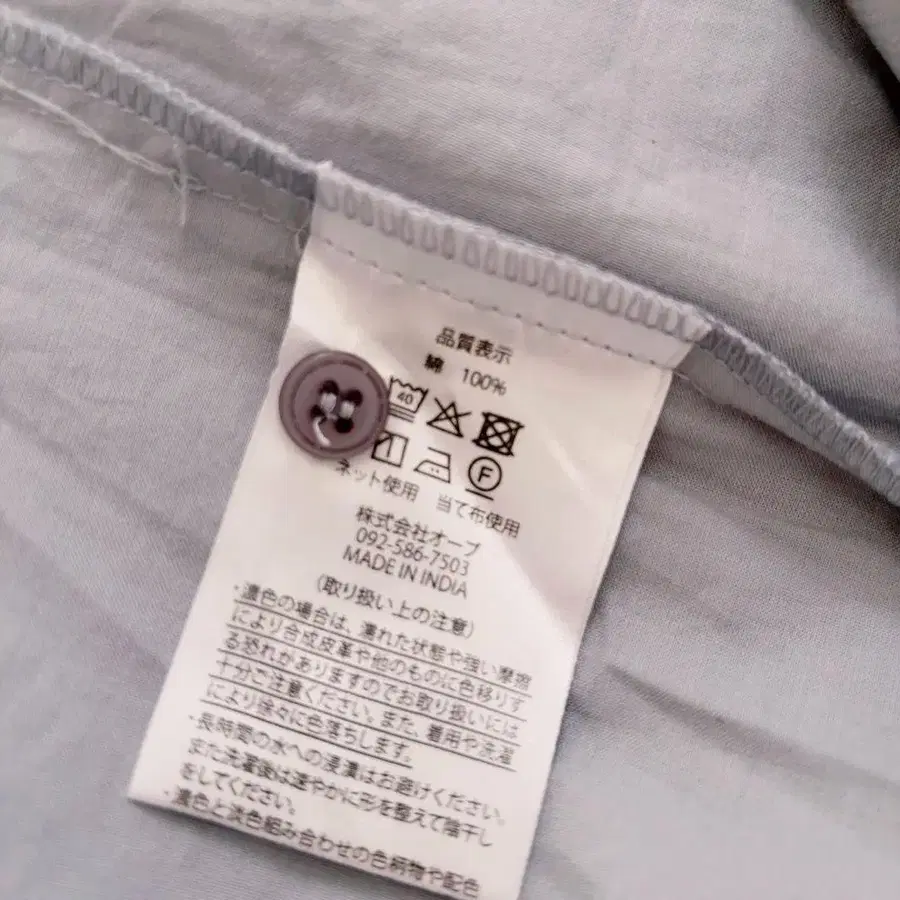 品質表示
綿 100%
40
F
ネット使用 当て布使用
株式会社オーブ
092-586-7503
MADE IN INDIA
(取り扱い上の注意)
・濃色の場合は、濡れた状態や強い摩擦
により合成皮革や他のものに色移りす
る恐れがありますのでお取り扱いには
十分ご注意ください。また、着用や洗濯
により徐々に色落ちします。
・長時間の水への浸漬はお避けください。
また洗濯後は速やかに形を整えて陰干し
をしてください。
・濃色と淡色組み合わせの色柄物や配色